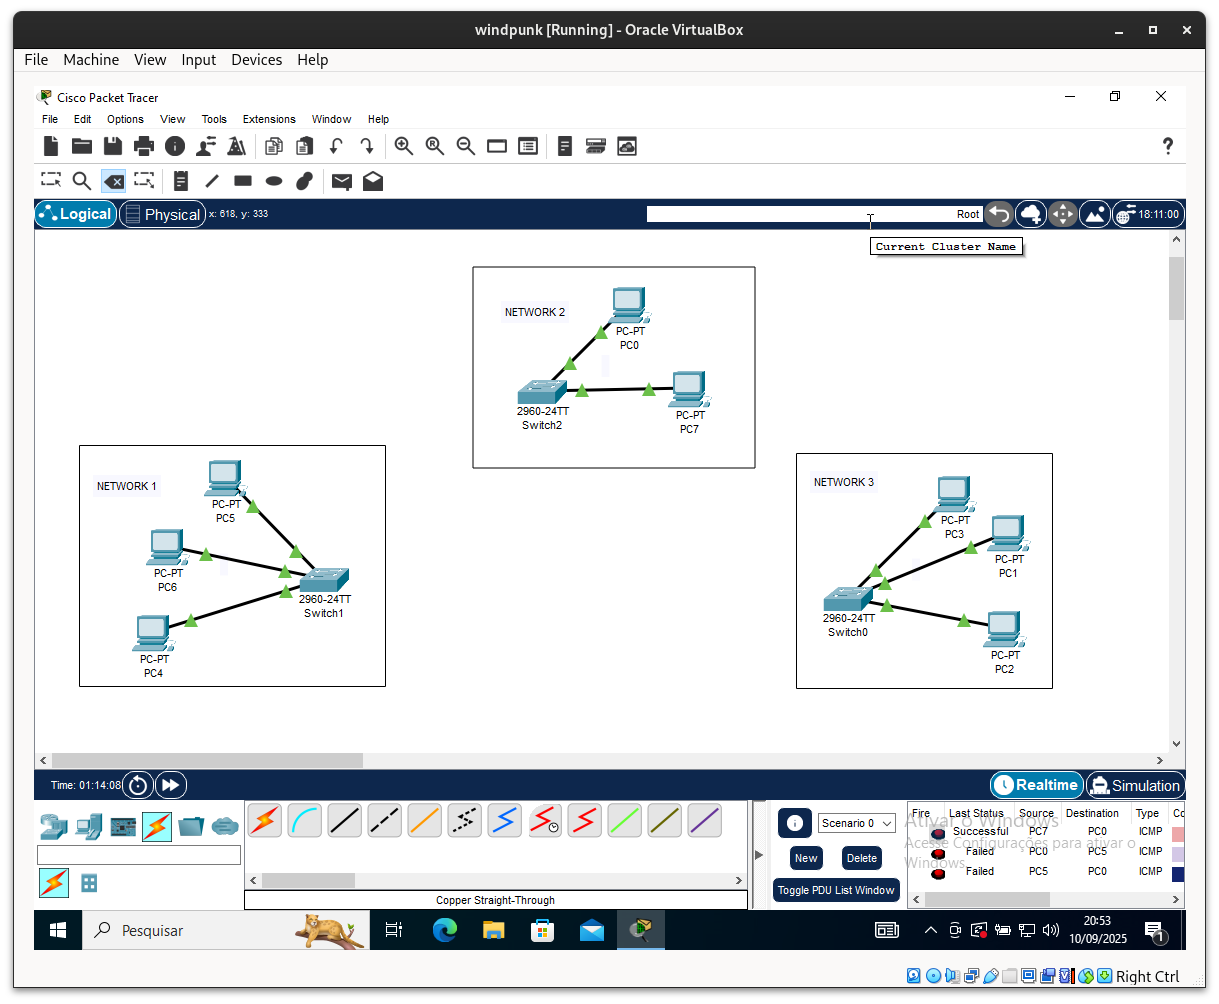 windpunk [Running] - Oracle VirtualBox
File Machine View Input Devices Help
Cisco Packet Tracer
File Edit Options View Tools Extensions Window Help
?
Logical Physical x: 618, y: 333 Root 18:11:00
Current Cluster Name
NETWORK 2
PC-PT
PC0
2960-24TT
Switch2
PC-PT
PC7
NETWORK 1
PC-PT
PC5
PC-PT
PC6
2960-24TT
Switch1
PC-PT
PC4
NETWORK 3
PC-PT
PC3
PC-PT
PC1
2960-24TT
Switch0
PC-PT
PC2
Time: 01:14:08 Realtime Simulation
Scenario 0
New Delete
Toggle PDU List Window
Fire Last Status Source Destination Type Co
Successful PC7 PC0 ICMP
Failed PC0 PC5 ICMP
Failed PC5 PC0 ICMP
Ativar o Windows
Acesse Configurações para ativar o
Windows.
Copper Straight-Through
Pesquisar
20:53
10/09/2025
1
Right Ctrl